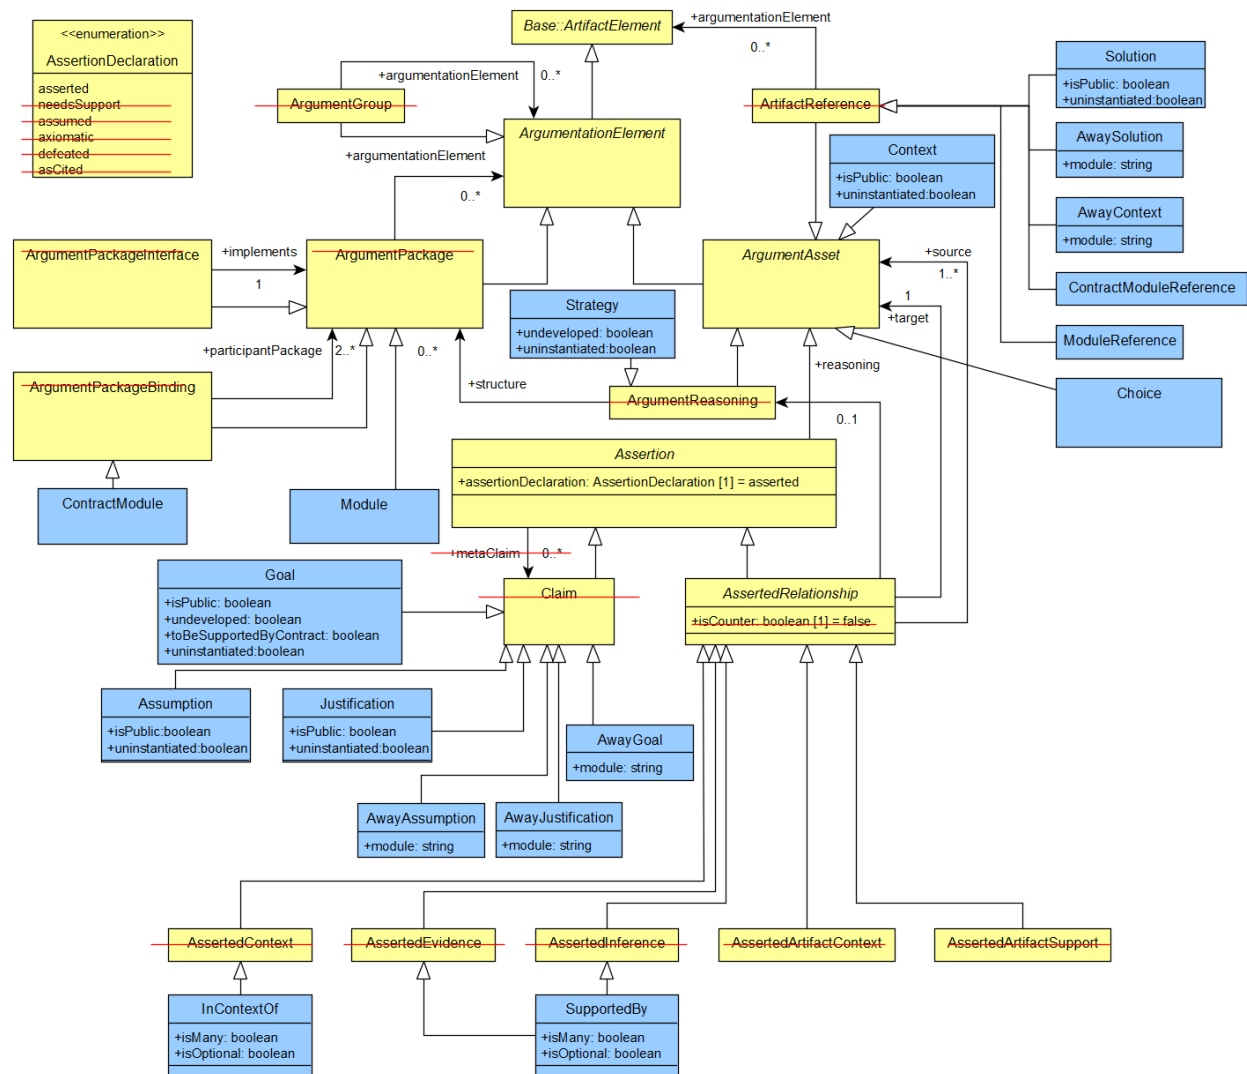 <<enumeration>>
AssertionDeclaration
asserted
needsSupport
assumed
axiomatic
defeated
asCited
Base::ArtifactElement
+argumentationElement
0..*
+argumentationElement
0..*
ArgumentGroup
ArtifactReference
Solution
+isPublic: boolean
+uninstantiated:boolean
ArgumentationElement
+argumentationElement
0..*
Context
+isPublic: boolean
+uninstantiated:boolean
AwaySolution
+module: string
AwayContext
+module: string
ArgumentPackageInterface
+implements
1
ArgumentPackage
ArgumentAsset
+source
1..*
1
+target
ContractModuleReference
Strategy
+undeveloped: boolean
+uninstantiated:boolean
ModuleReference
+participantPackage
2..*
0..*
+reasoning
ArgumentPackageBinding
+structure
ArgumentReasoning
0..1
Choice
Assertion
+assertionDeclaration: AssertionDeclaration [1] = asserted
ContractModule
Module
+metaClaim
0..*
Goal
+isPublic: boolean
+undeveloped: boolean
+toBeSupportedByContract: boolean
+uninstantiated:boolean
Claim
AssertedRelationship
+isCounter: boolean [1] = false
Assumption
+isPublic:boolean
+uninstantiated:boolean
Justification
+isPublic: boolean
+uninstantiated:boolean
AwayGoal
+module: string
AwayAssumption
+module: string
AwayJustification
+module: string
AssertedContext
AssertedEvidence
AssertedInference
AssertedArtifactContext
AssertedArtifactSupport
InContextOf
+isMany: boolean
+isOptional: boolean
SupportedBy
+isMany: boolean
+isOptional: boolean